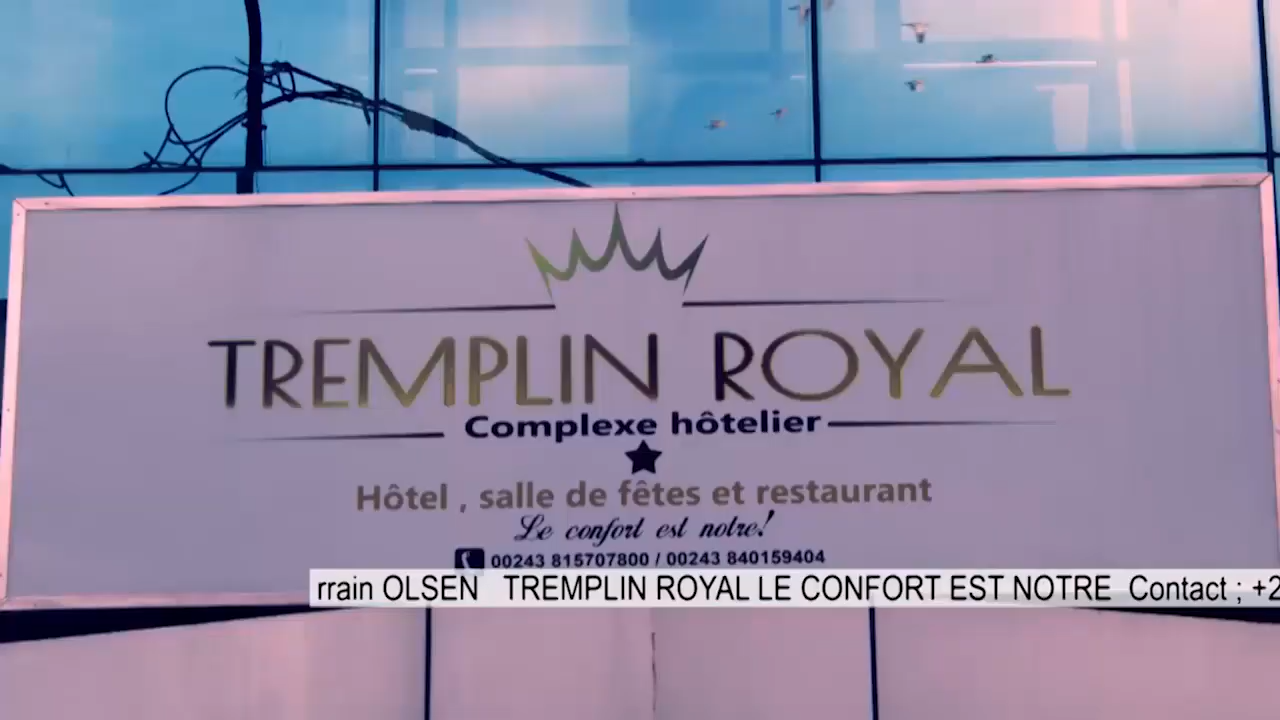 TREMPLIN ROYAL
Complexe hôtelier
Hôtel , salle de fêtes et restaurant
Le confort est notre!
00243 815707800 / 00243 840159404
rrain OLSEN TREMPLIN ROYAL LE CONFORT EST NOTRE Contact ; +2